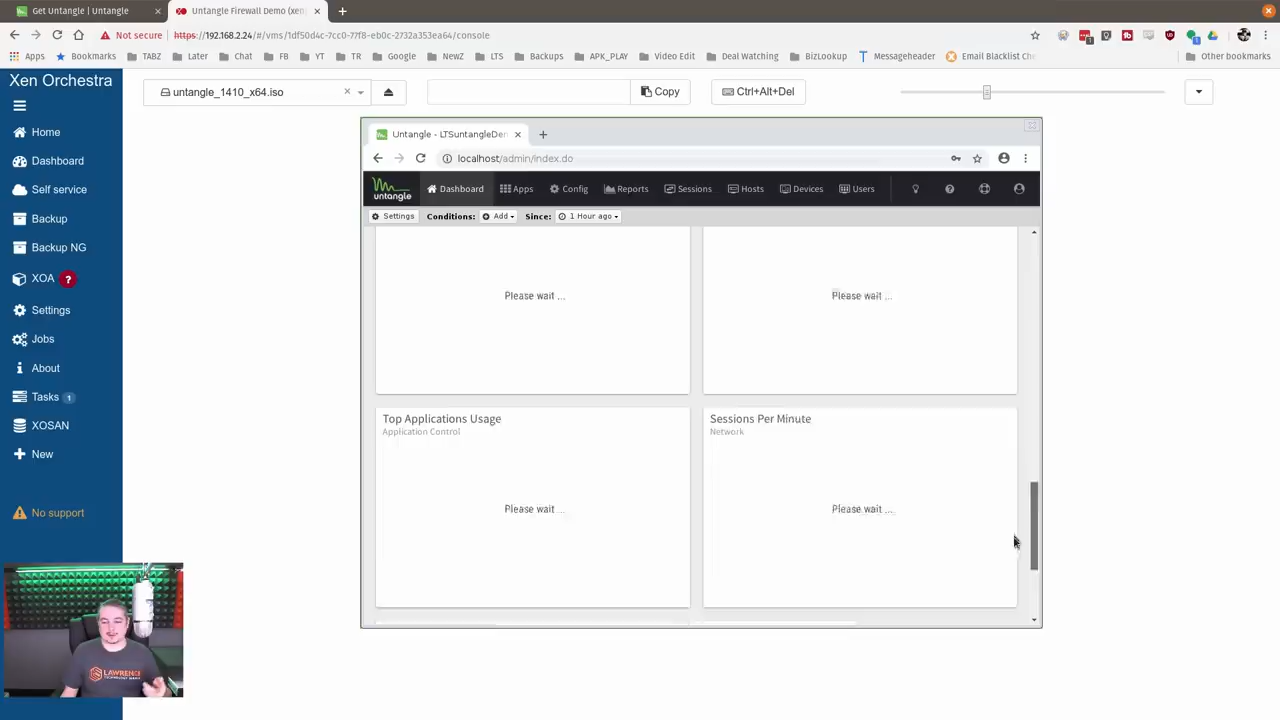 Get Untangle | Untangle
Untangle Firewall Demo (xen
Not secure
https://192.168.2.24/#/vms/1df50d4c-7cc0-77f8-eb0c-2732a353ea64/console
Apps
Bookmarks
TABZ
Later
Chat
FB
YT
TR
Google
NewZ
LTS
Backups
APK_PLAY
Video Edit
Deal Watching
BizLookup
Messageheader
Email Blacklist Che
Other bookmarks
Xen Orchestra
untangle_1410_x64.iso
Copy
Ctrl+Alt+Del
Home
Dashboard
Self service
Backup
Backup NG
XOA ?
Settings
Jobs
About
Tasks 1
XOSAN
New
No support
Untangle - LTSuntangleDem
localhost/admin/index.do
untangle
Dashboard
Apps
Config
Reports
Sessions
Hosts
Devices
Users
Settings
Conditions:
Add
Since:
1 Hour ago
Please wait ...
Please wait ...
Top Applications Usage
Application Control
Please wait ...
Sessions Per Minute
Network
Please wait ...
LAWRENCE